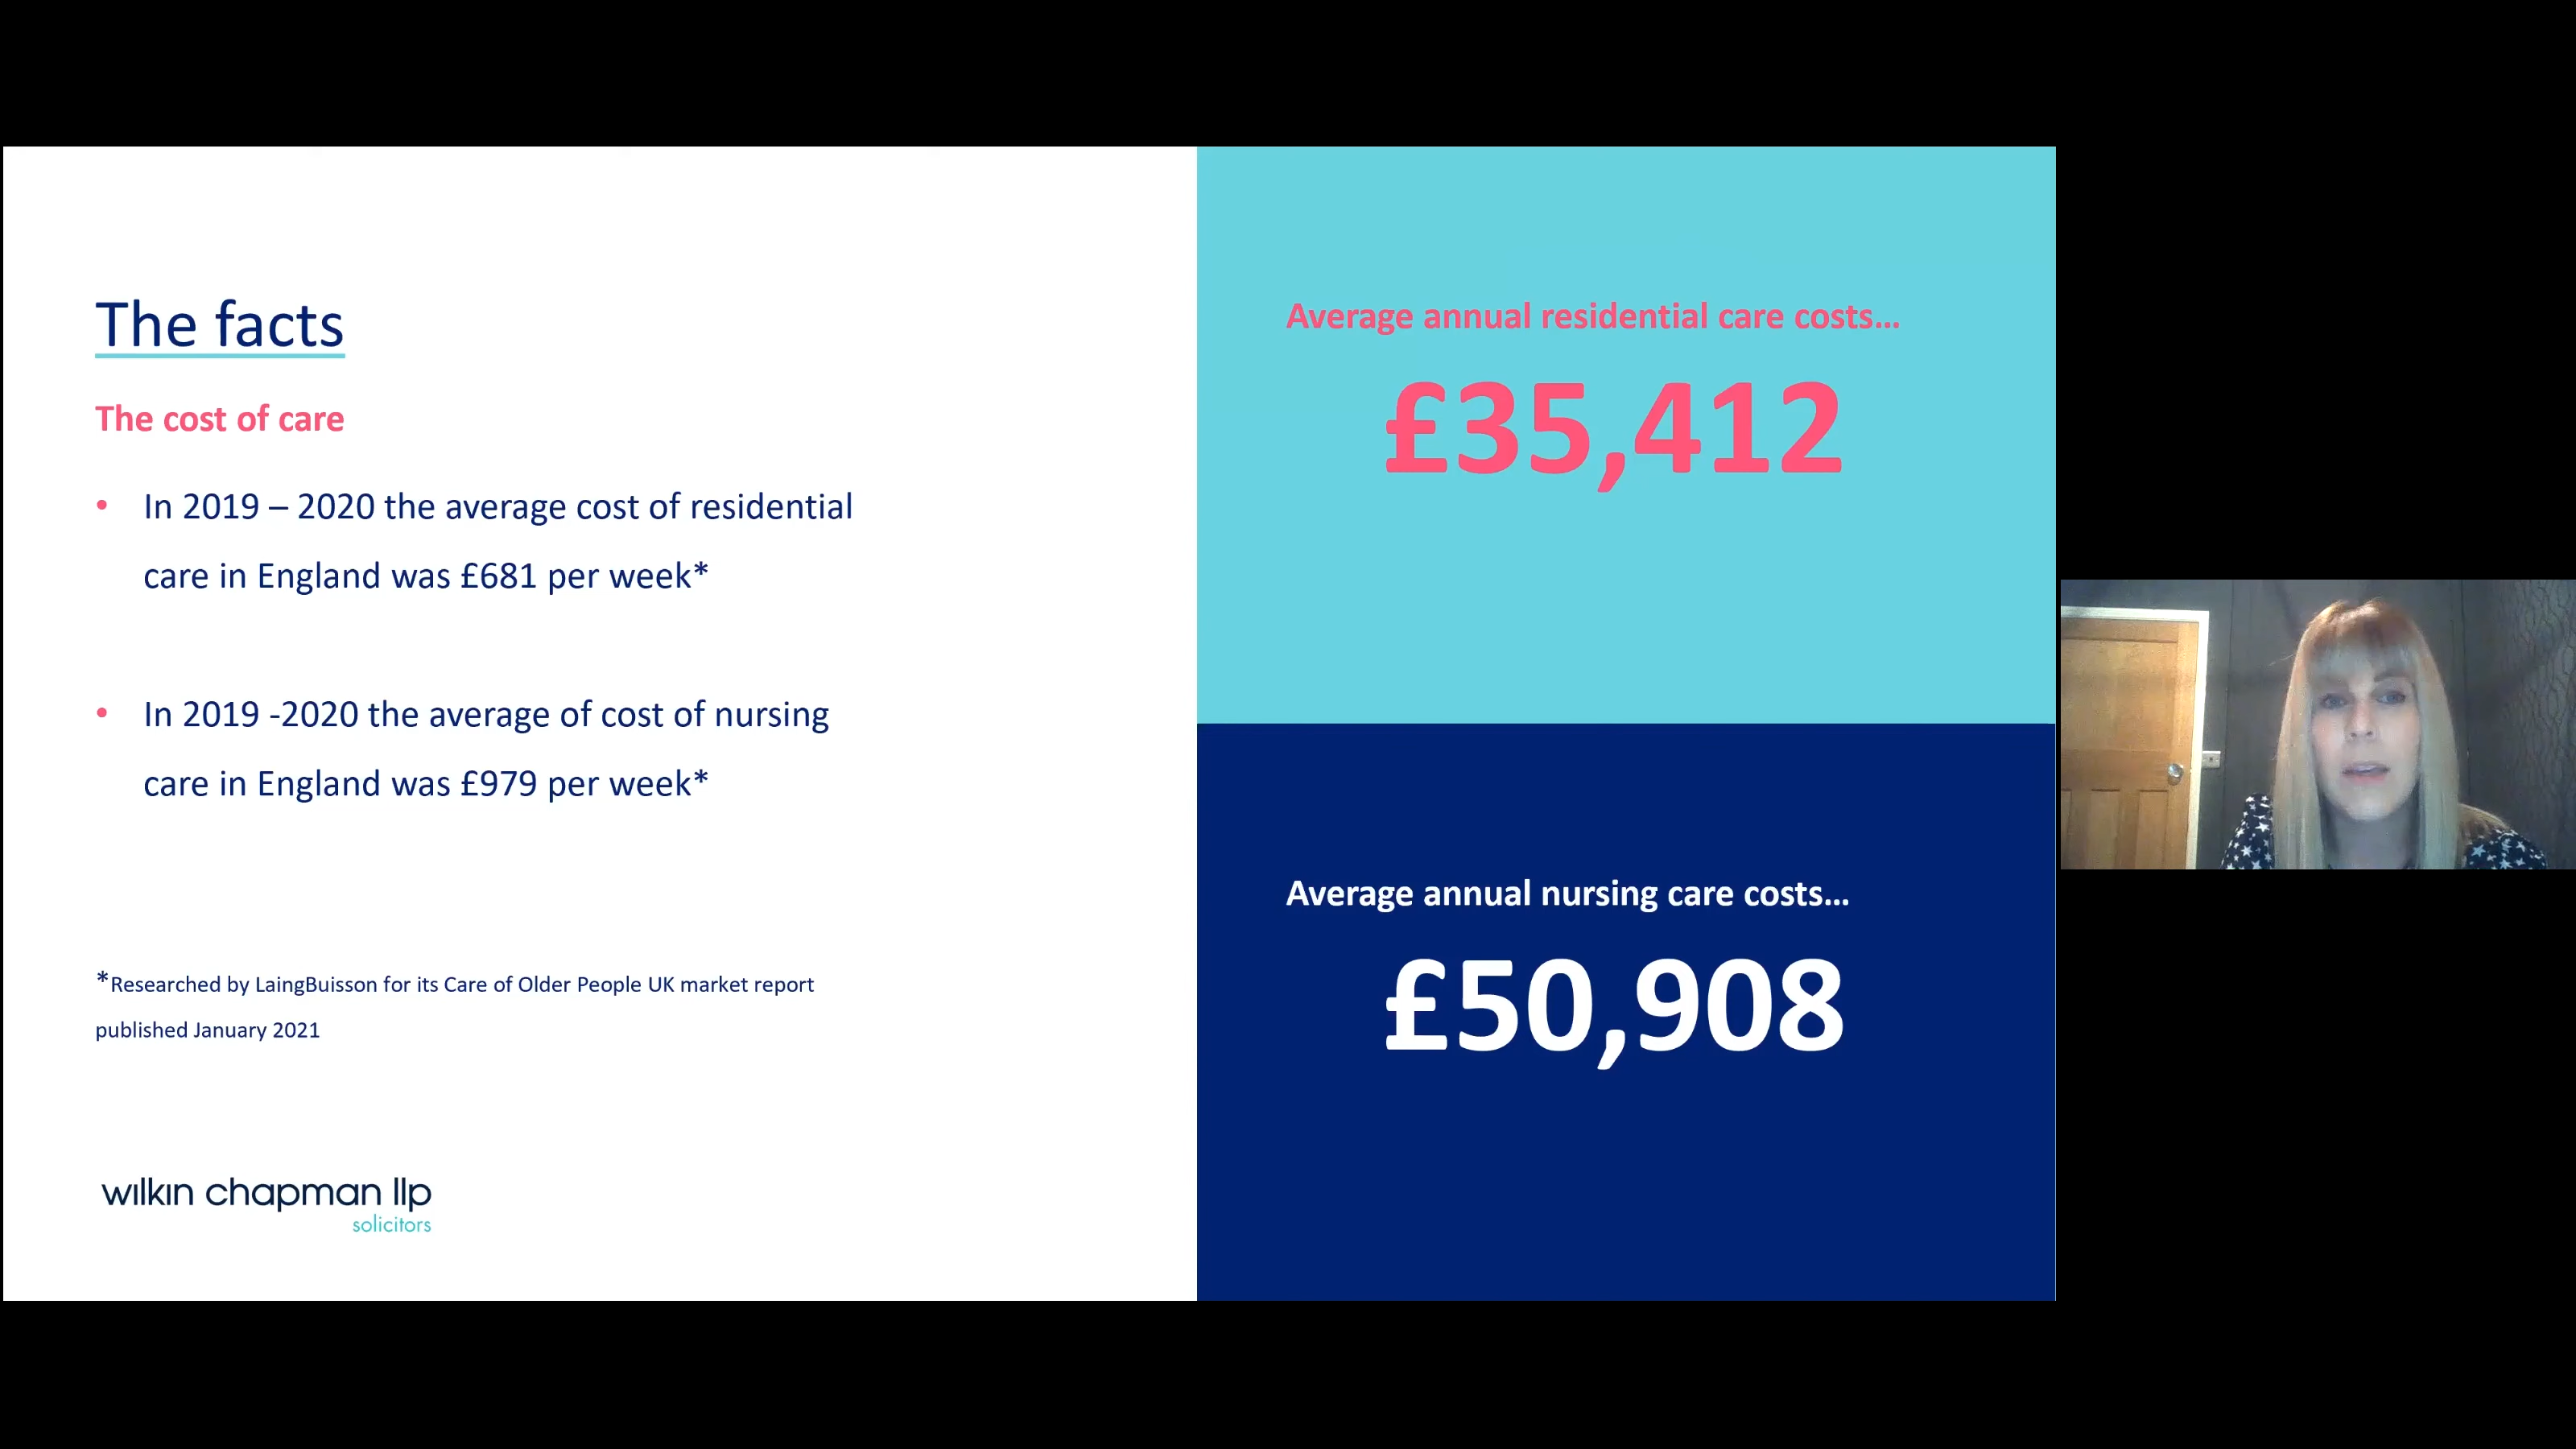 The facts
The cost of care
• In 2019 – 2020 the average cost of residential
care in England was £681 per week*
• In 2019 -2020 the average of cost of nursing
care in England was £979 per week*
*Researched by LaingBuisson for its Care of Older People UK market report
published January 2021
wilkin chapman llp
solicitors
Average annual residential care costs…
£35,412
Average annual nursing care costs…
£50,908